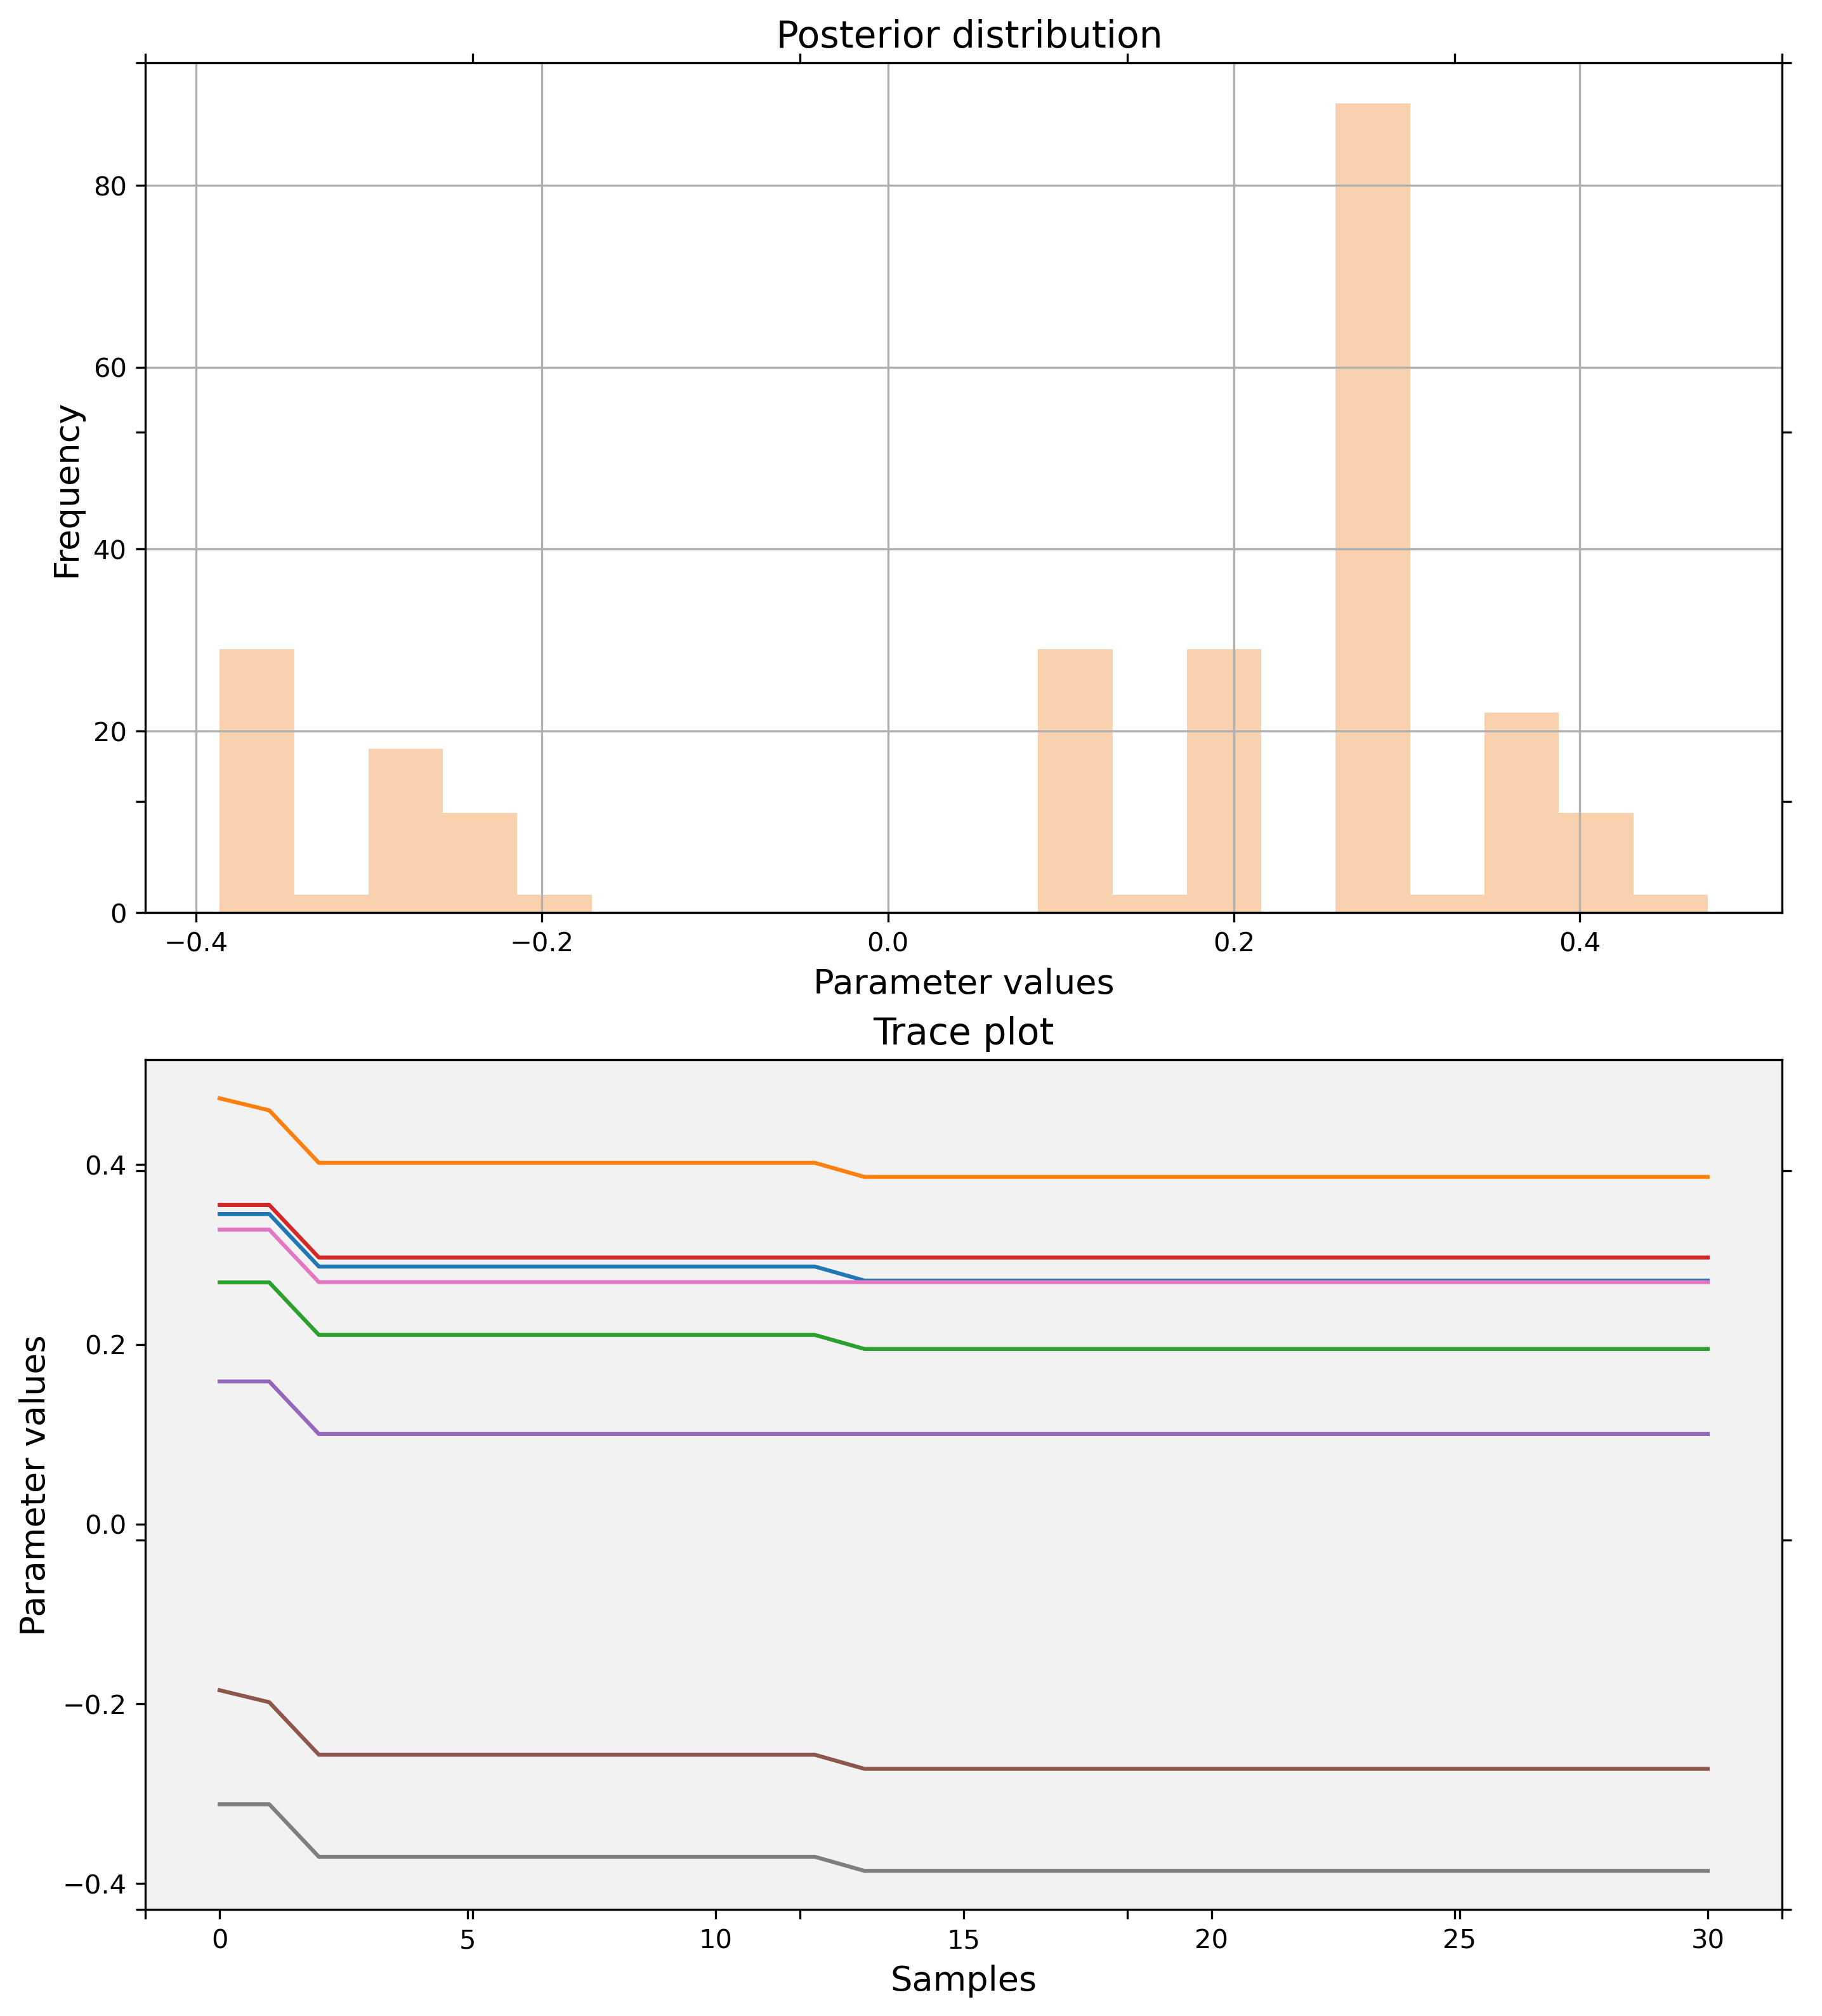 Posterior distribution
80
60
40
20
0
Frequency
−0.4 −0.2 0.0 0.2 0.4
Parameter values
Trace plot
0.4
0.2
0.0
−0.2
−0.4
Parameter values
0 5 10 15 20 25 30
Samples